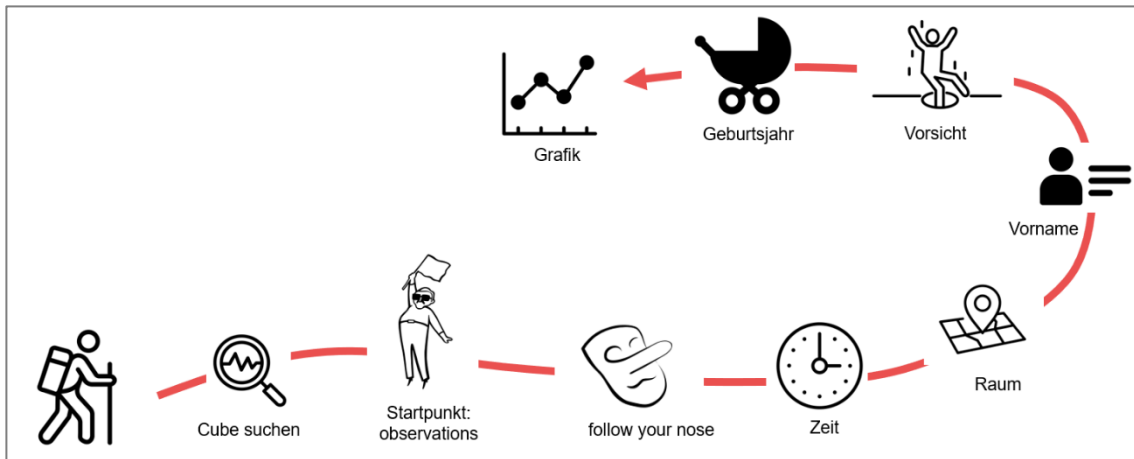 Cube suchen
Startpunkt:
observations
follow your nose
Zeit
Raum
Vorname
Vorsicht
Geburtsjahr
Grafik